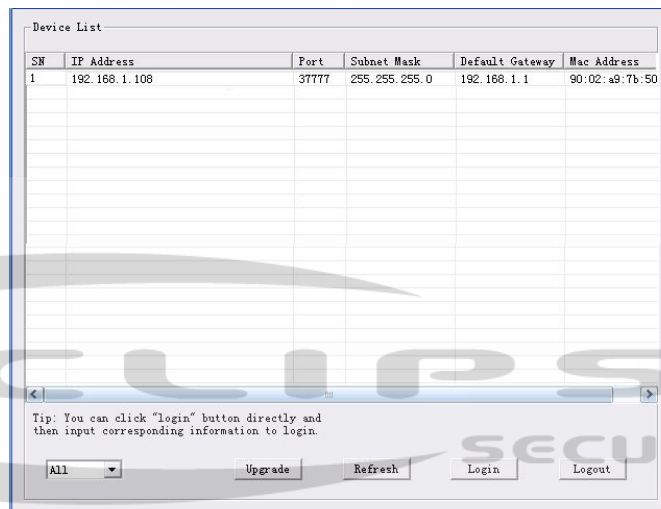 Device List
SN IP Address Port Subnet Mask Default Gateway Mac Address
1 192.168.1.108 37777 255.255.255.0 192.168.1.1 90:02:a9:7b:50
CLIPS
SECU
Tip: You can click "login" button directly and
then input corresponding information to login.
All Upgrade Refresh Login Logout